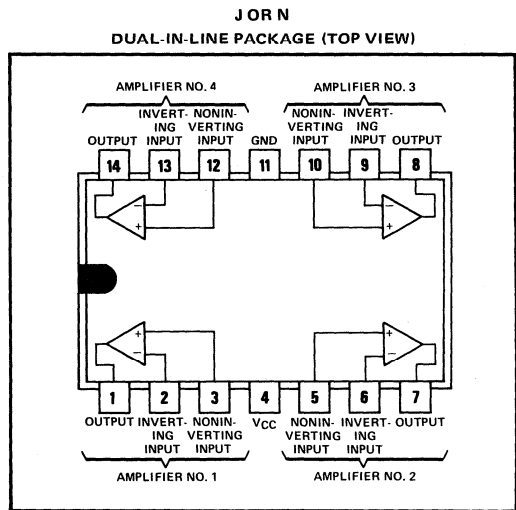 J OR N
DUAL-IN-LINE PACKAGE (TOP VIEW)
AMPLIFIER NO. 4 AMPLIFIER NO. 3
INVERT- NONIN- NONIN- INVERT-
ING VERTING VERTING ING
OUTPUT INPUT INPUT GND INPUT INPUT OUTPUT
14 13 12 11 10 9 8
− −
+ +
+ +
− −
1 2 3 4 5 6 7
OUTPUT INVERT- NONIN- VCC NONIN- INVERT- OUTPUT
ING VERTING VERTING ING
INPUT INPUT INPUT INPUT
AMPLIFIER NO. 1 AMPLIFIER NO. 2